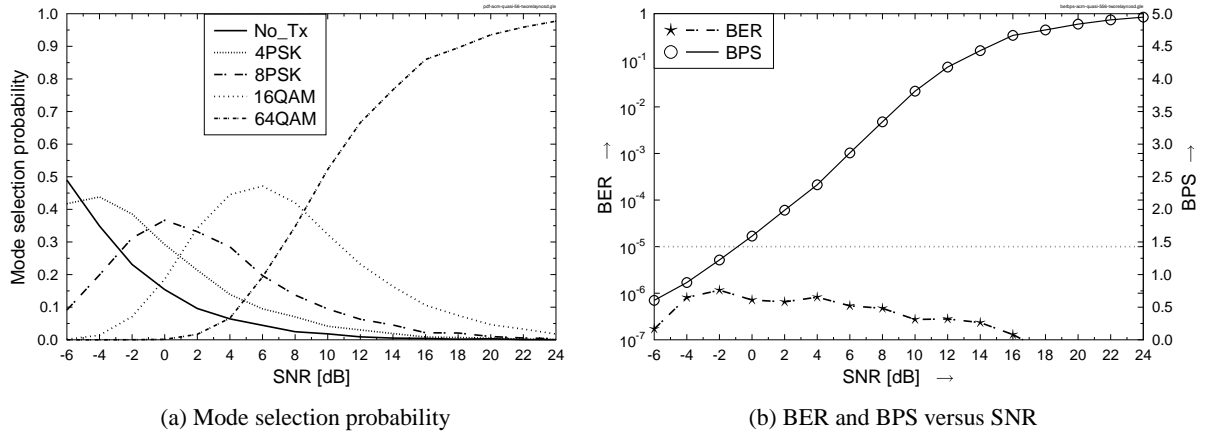 pdf-acm-quasi-56-tworelaynood.gle
1.0
0.9
0.8
0.7
0.6
0.5
0.4
0.3
0.2
0.1
0.0
Mode selection probability
No_Tx
4PSK
8PSK
16QAM
64QAM
-6 -4 -2 0 2 4 6 8 10 12 14 16 18 20 22 24
SNR [dB]
(a) Mode selection probability
1
10-1
10-2
10-3
10-4
10-5
10-6
10-7
BER →
BER
BPS
5.0
4.5
4.0
3.5
3.0
2.5
2.0
1.5
1.0
0.5
0.0
BPS →
-6 -4 -2 0 2 4 6 8 10 12 14 16 18 20 22 24
SNR [dB] →
(b) BER and BPS versus SNR